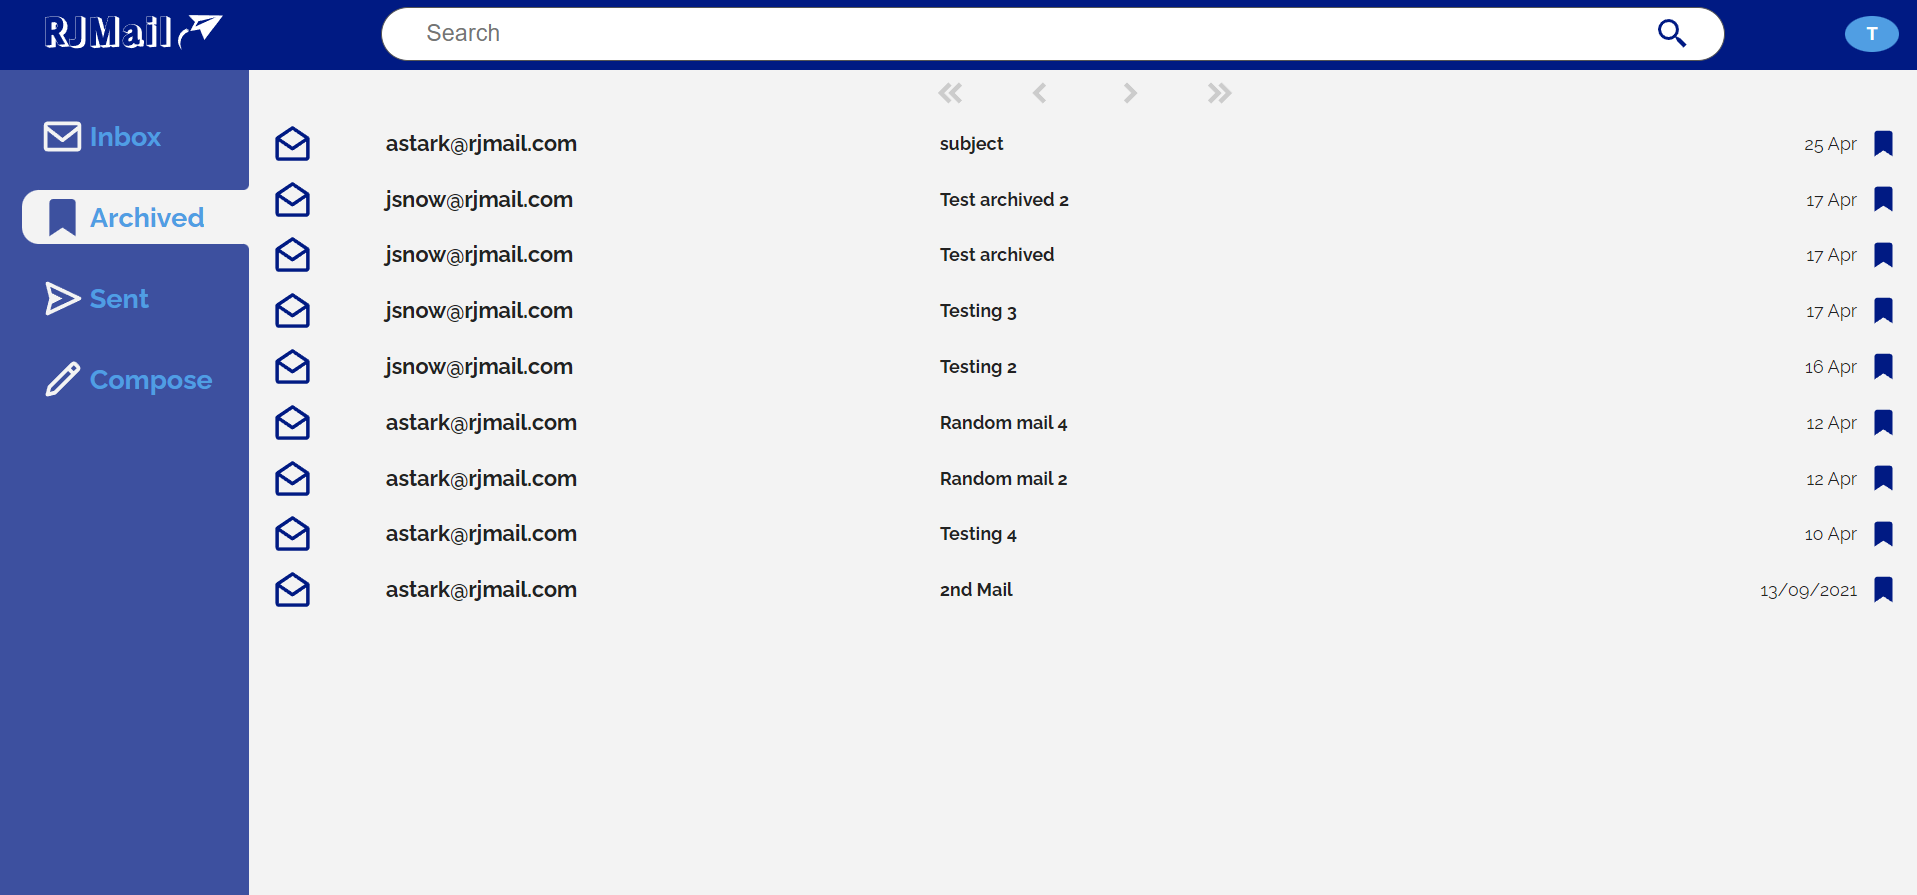 RJMail
Search
T
Inbox
Archived
Sent
Compose
astark@rjmail.com subject 25 Apr
jsnow@rjmail.com Test archived 2 17 Apr
jsnow@rjmail.com Test archived 17 Apr
jsnow@rjmail.com Testing 3 17 Apr
jsnow@rjmail.com Testing 2 16 Apr
astark@rjmail.com Random mail 4 12 Apr
astark@rjmail.com Random mail 2 12 Apr
astark@rjmail.com Testing 4 10 Apr
astark@rjmail.com 2nd Mail 13/09/2021